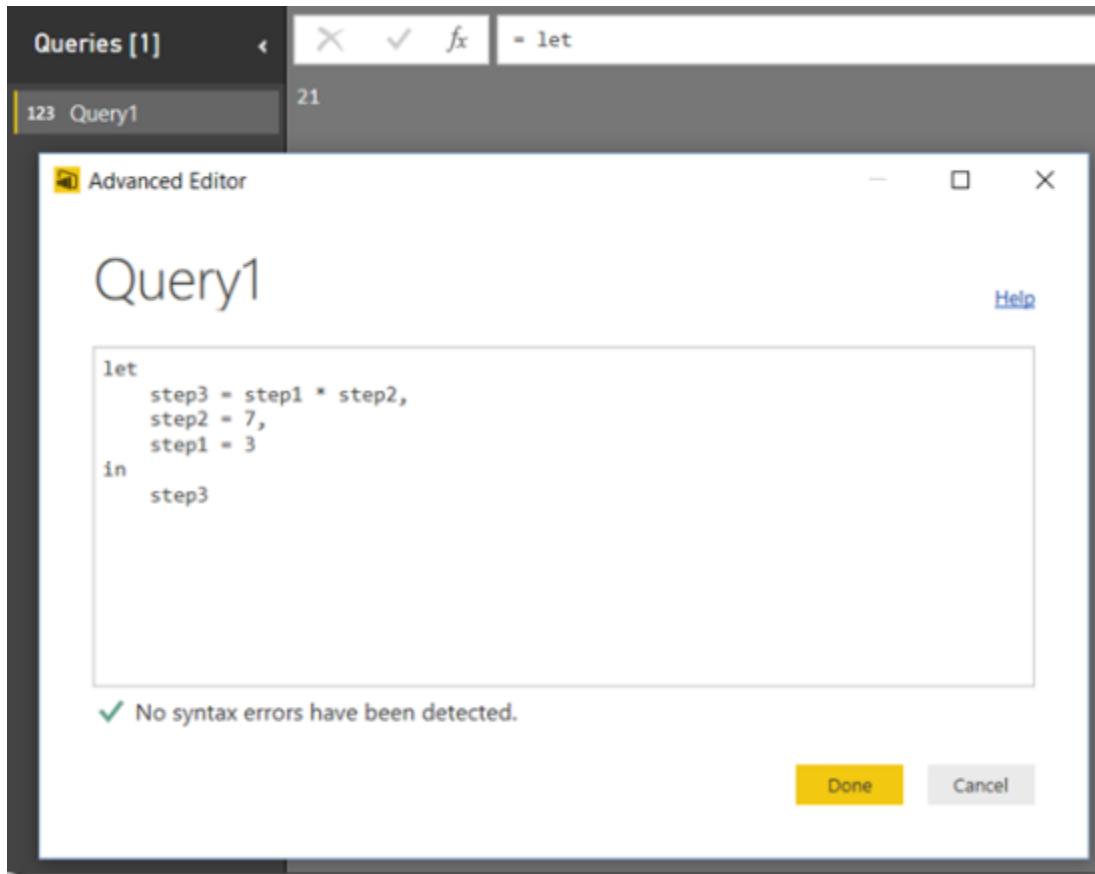 Queries [1]
fx
= let
123 Query1
21
Advanced Editor
Query1
Help
let
    step3 = step1 * step2,
    step2 = 7,
    step1 = 3
in
    step3
No syntax errors have been detected.
Done
Cancel